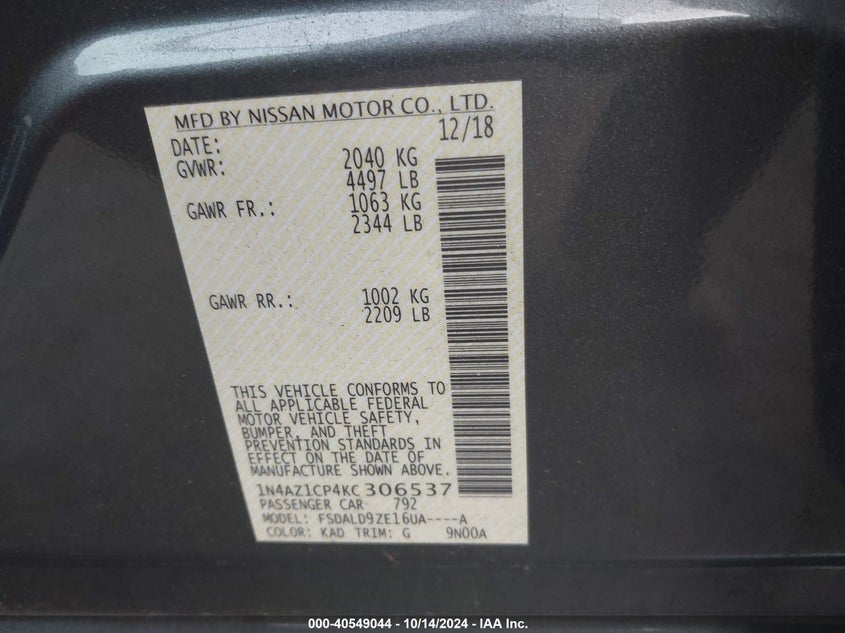 MFD BY NISSAN MOTOR CO., LTD.
DATE: 12/18
GVWR: 2040 KG
4497 LB
GAWR FR.: 1063 KG
2344 LB
GAWR RR.: 1002 KG
2209 LB
THIS VEHICLE CONFORMS TO
ALL APPLICABLE FEDERAL
MOTOR VEHICLE SAFETY,
BUMPER, AND THEFT
PREVENTION STANDARDS IN
EFFECT ON THE DATE OF
MANUFACTURE SHOWN ABOVE.
1N4AZ1CP4KC306537
PASSENGER CAR 792
MODEL: FSDALD9ZE16UA----A
COLOR: KAD TRIM: G 9N00A
000-40549044 / 10/14/2024 - IAA Inc.